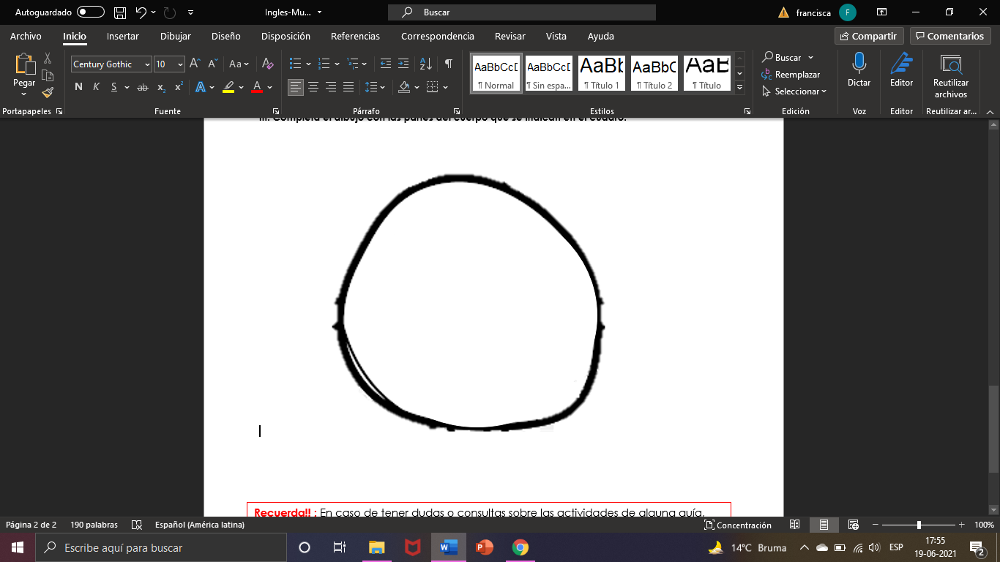 Autoguardado
Ingles-Mu...
Buscar
francisca
F
Archivo Inicio Insertar Dibujar Diseño Disposición Referencias Correspondencia Revisar Vista Ayuda
Compartir
Comentarios
Pegar
Portapapeles
Century Gothic 10
N K S ab x₂ x² A A
Aa
Fuente
Párrafo
AaBbCcD AaBbCcD AaBb AaBbC AaB
¶ Normal ¶ Sin espa... ¶ Título 1 ¶ Título 2 ¶ Título
Estilos
Buscar
Reemplazar
Seleccionar
Edición
Dictar
Voz
Editor
Editor
Reutilizar
archivos
Reutilizar ar...
III. Completa el dibujo con las partes del cuerpo que se indican en el cuadro.
Recuerda!! : En caso de tener dudas o consultas sobre las actividades de alguna guía,
Página 2 de 2 190 palabras Español (América latina)
Concentración
100%
Escribe aquí para buscar
14°C Bruma
ESP
17:55
19-06-2021
2